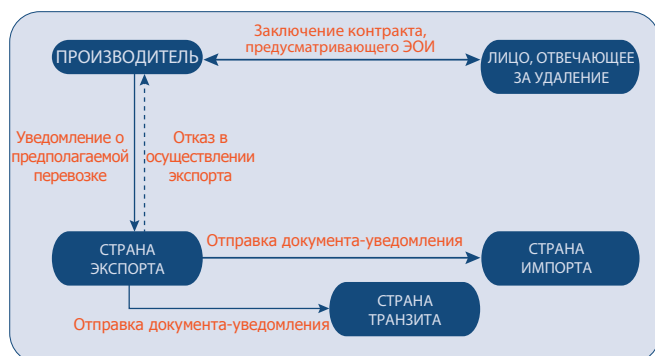 Заключение контракта,
предусматривающего ЭОИ
ПРОИЗВОДИТЕЛЬ
ЛИЦО, ОТВЕЧАЮЩЕЕ
ЗА УДАЛЕНИЕ
Уведомление о
предполагаемой
перевозке
Отказ в
осуществлении
экспорта
СТРАНА
ЭКСПОРТА
Отправка документа-уведомления
СТРАНА
ИМПОРТА
Отправка документа-уведомления
СТРАНА
ТРАНЗИТА